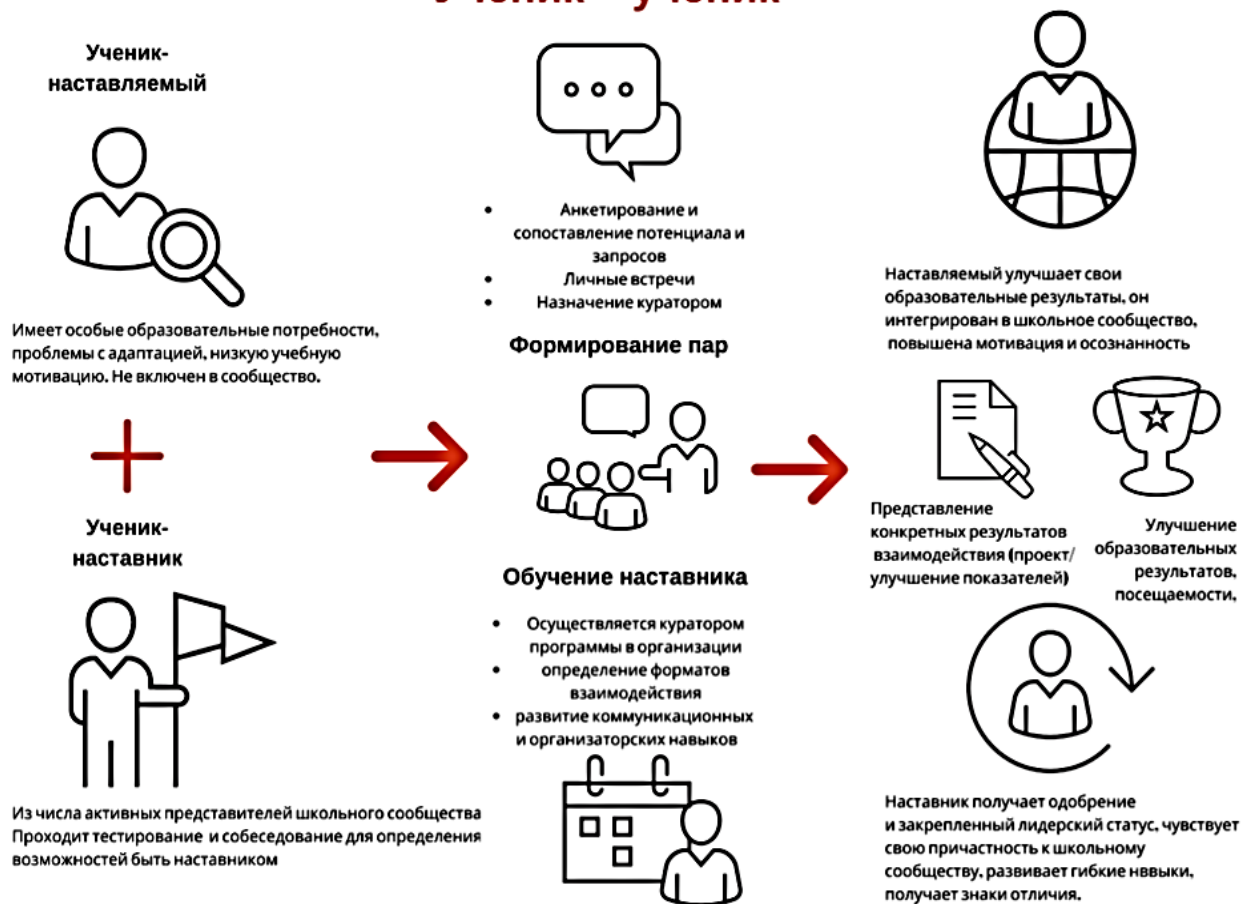 Ученик – ученик
Ученик-
наставляемый
Имеет особые образовательные потребности,
проблемы с адаптацией, низкую учебную
мотивацию. Не включен в сообщество.
Ученик-
наставник
Из числа активных представителей школьного сообщества
Проходит тестирование и собеседование для определения
возможностей быть наставником
• Анкетирование и
сопоставление потенциала и
запросов
• Личные встречи
• Назначение куратором
Формирование пар
Обучение наставника
• Осуществляется куратором
программы в организации
• определение форматов
взаимодействия
• развитие коммуникационных
и организаторских навыков
Наставляемый улучшает свои
образовательные результаты, он
интегрирован в школьное сообщество,
повышена мотивация и осознанность
Представление
конкретных результатов
взаимодействия (проект/
улучшение показателей)
Улучшение
образовательных
результатов,
посещаемости,
Наставник получает одобрение
и закрепленный лидерский статус, чувствует
свою причастность к школьному
сообществу, развивает гибкие нввыки,
получает знаки отличия.